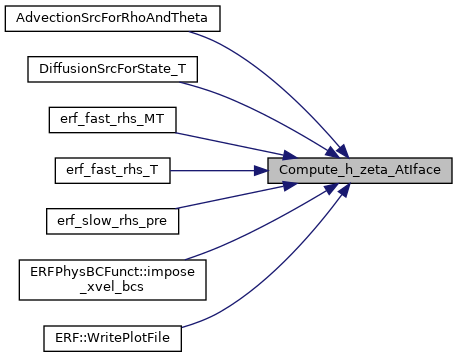 AdvectionSrcForRhoAndTheta
DiffusionSrcForState_T
erf_fast_rhs_MT
Compute_h_zeta_AtIface
erf_fast_rhs_T
erf_slow_rhs_pre
ERFPhysBCFunct::impose
_xvel_bcs
ERF::WritePlotFile